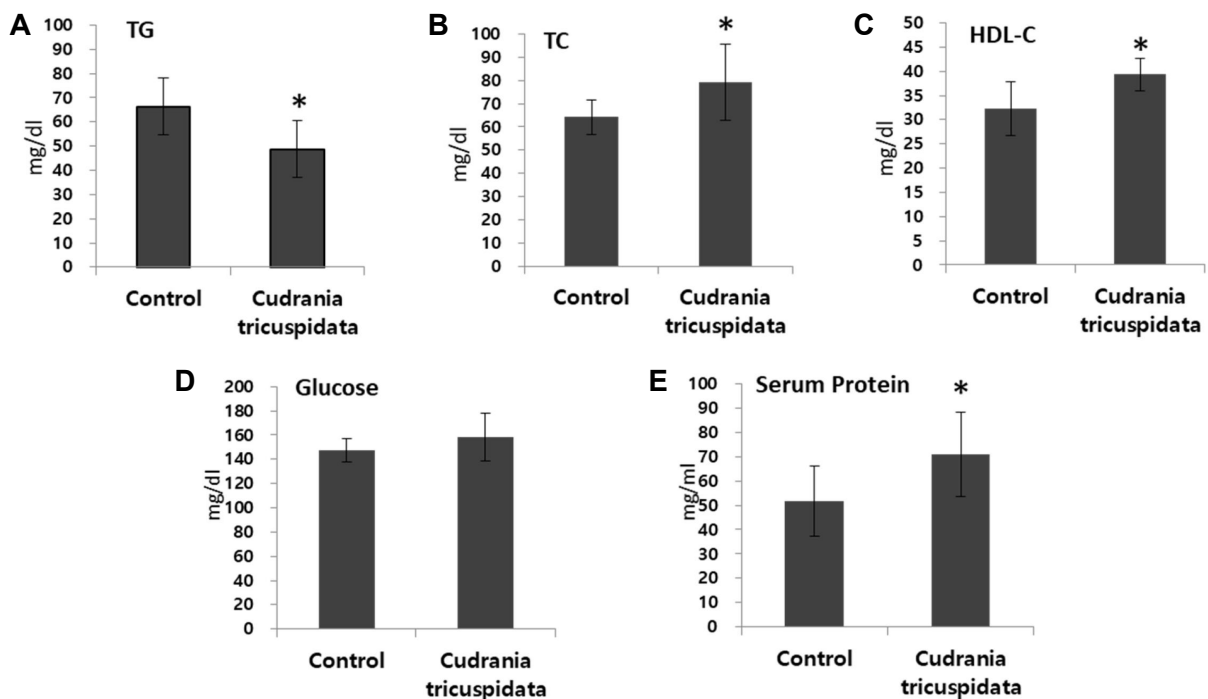 A
TG
100
90
80
70
60
50
40
30
20
10
0
mg/dl
*
Control
Cudrania
tricuspidata
B
TC
100
90
80
70
60
50
40
30
20
10
0
mg/dl
*
Control
Cudrania
tricuspidata
C
HDL-C
50
45
40
35
30
25
20
15
10
5
0
mg/dl
*
Control
Cudrania
tricuspidata
D
Glucose
200
180
160
140
120
100
80
60
40
20
0
mg/dl
Control
Cudrania
tricuspidata
E
Serum Protein
100
90
80
70
60
50
40
30
20
10
0
mg/ml
*
Control
Cudrania
tricuspidata